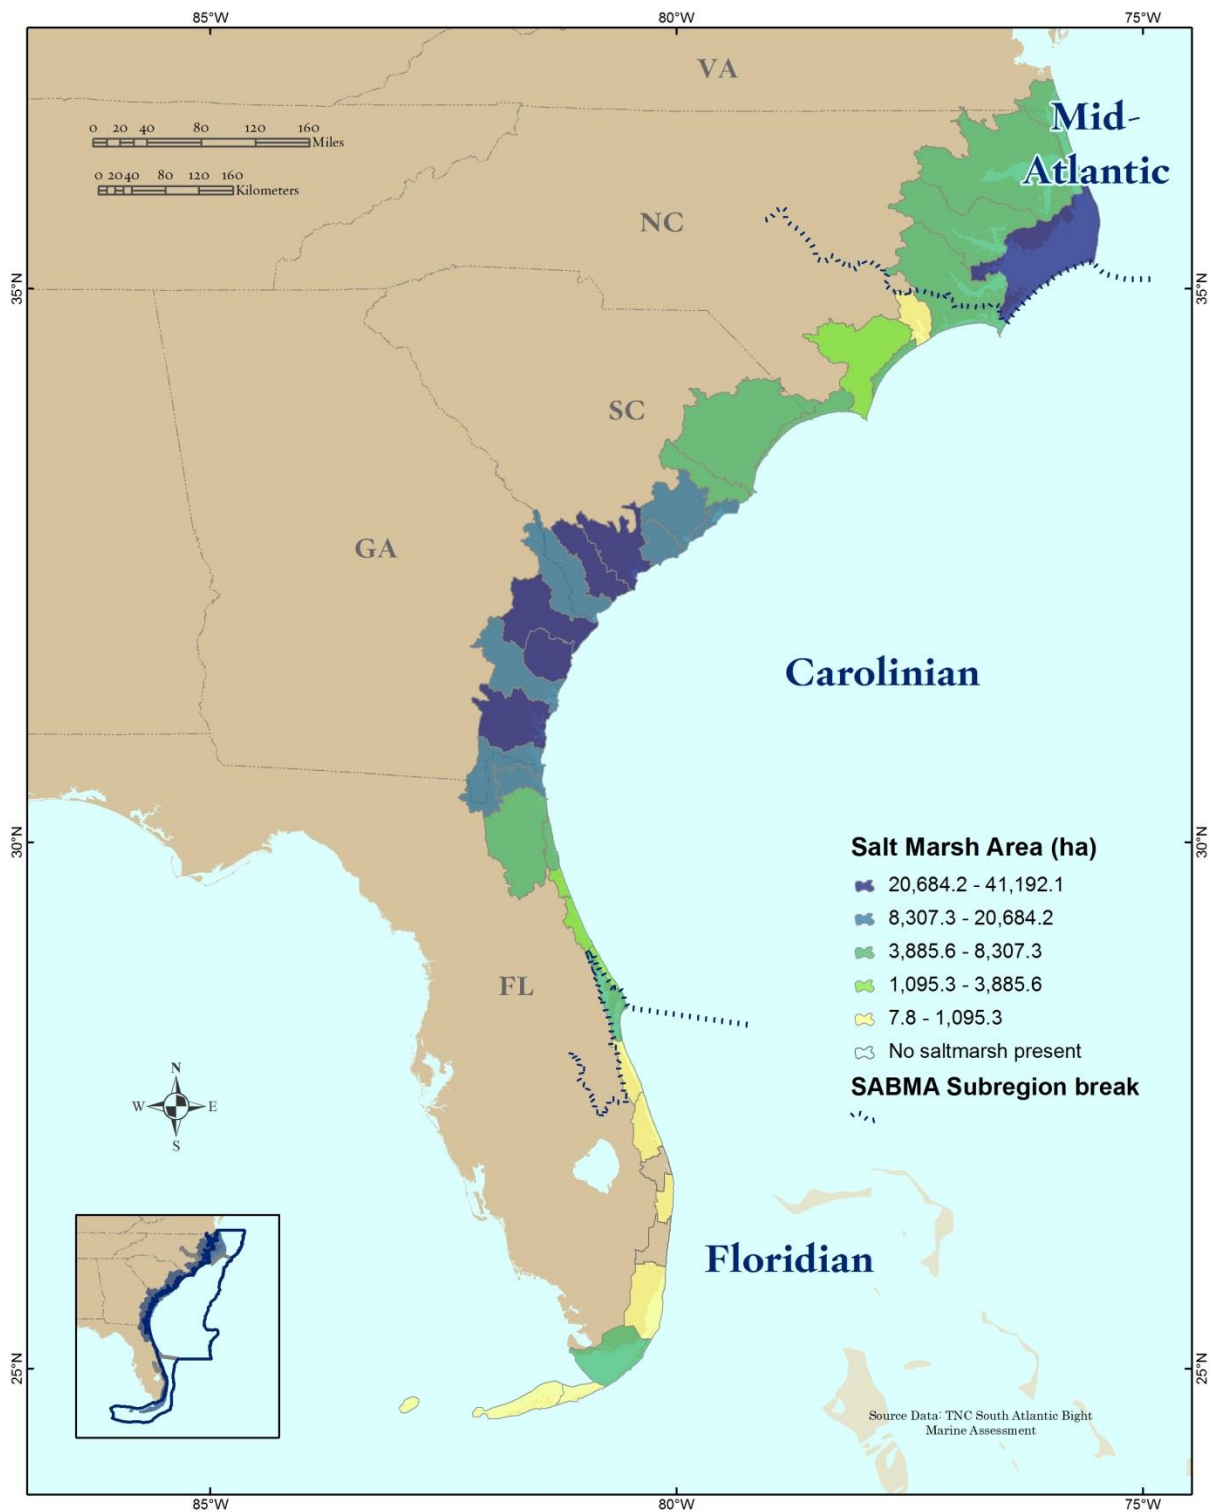 85°W
80°W
75°W
VA
Mid-
Atlantic
0 20 40 80 120 160
Miles
0 20 40 80 120 160
Kilometers
NC
35°N
35°N
SC
GA
Carolinian
30°N
30°N
Salt Marsh Area (ha)
20,684.2 - 41,192.1
8,307.3 - 20,684.2
3,885.6 - 8,307.3
1,095.3 - 3,885.6
7.8 - 1,095.3
No saltmarsh present
SABMA Subregion break
FL
N
W E
S
Floridian
25°N
25°N
Source Data: TNC South Atlantic Bight
Marine Assessment
85°W
80°W
75°W